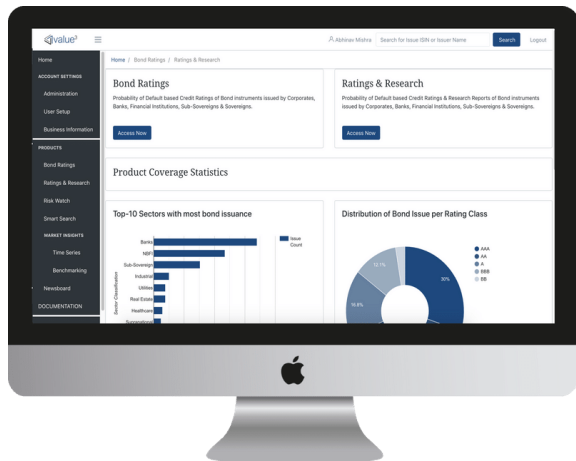 value³
Abhinav Mishra
Search for Issue ISIN or Issuer Name
Search
Logout
Home
ACCOUNT SETTINGS
Administration
User Setup
Business Information
PRODUCTS
Bond Ratings
Ratings & Research
Risk Watch
Smart Search
MARKET INSIGHTS
Time Series
Benchmarking
Newsboard
DOCUMENTATION
Home / Bond Ratings / Ratings & Research
Bond Ratings
Probability of Default based Credit Ratings of Bond instruments issued by Corporates,
Banks, Financial Institutions, Sub-Sovereigns & Sovereigns.
Access Now
Ratings & Research
Probability of Default based Credit Ratings & Research Reports of Bond instruments
issued by Corporates, Banks, Financial Institutions, Sub-Sovereigns & Sovereigns.
Access Now
Product Coverage Statistics
Top-10 Sectors with most bond issuance
Issue
Count
Sector Classification
Banks
NBFI
Sub-Sovereign
Industrial
Utilities
Real Estate
Healthcare
Supranational
Distribution of Bond Issue per Rating Class
AAA
AA
A
BBB
BB
30%